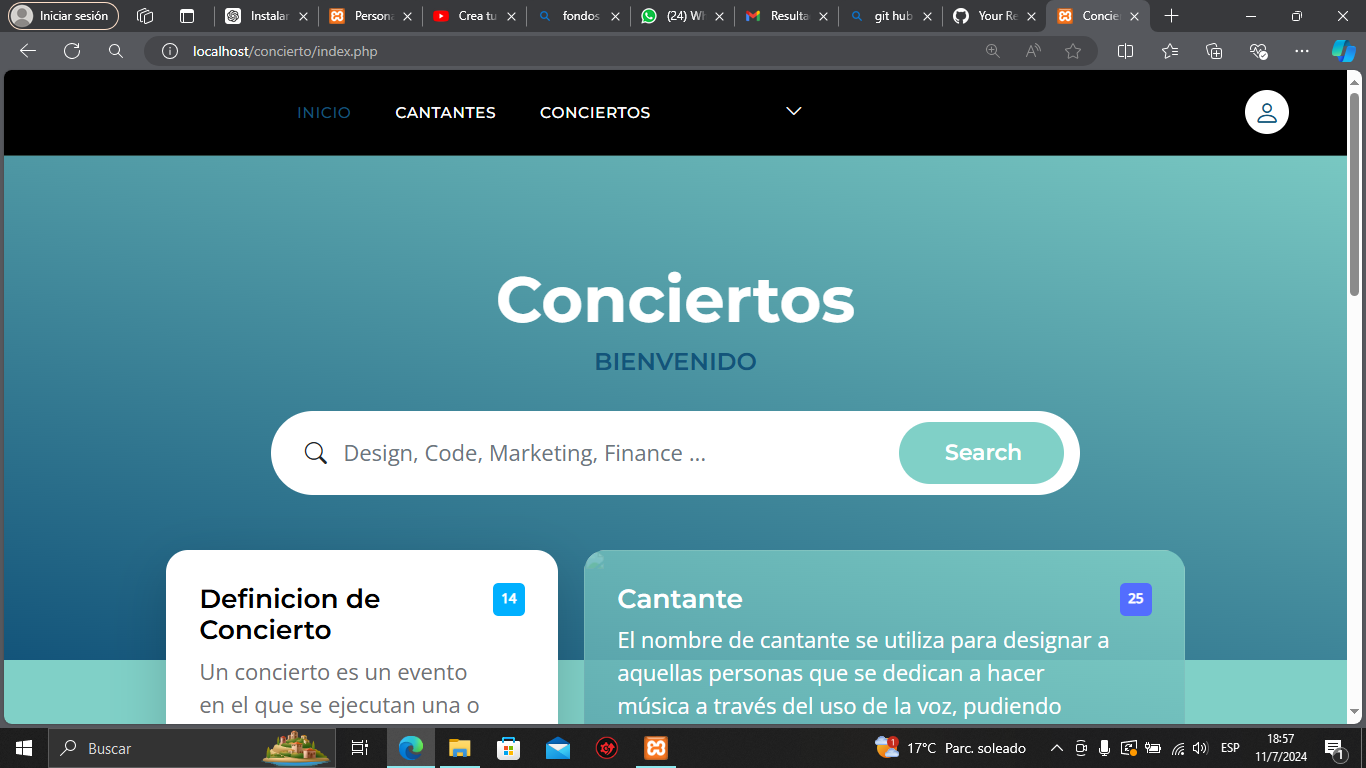 Iniciar sesión
Instalar
Persona
Crea tu
fondos
(24) Wh
Resulta
git hub
Your Re
Concie
localhost/concierto/index.php
INICIO
CANTANTES
CONCIERTOS
Conciertos
BIENVENIDO
Design, Code, Marketing, Finance ...
Search
Definicion de
Concierto
14
Un concierto es un evento
en el que se ejecutan una o
Cantante
25
El nombre de cantante se utiliza para designar a
aquellas personas que se dedican a hacer
música a través del uso de la voz, pudiendo
Buscar
1
17°C Parc. soleado
ESP
18:57
11/7/2024
1